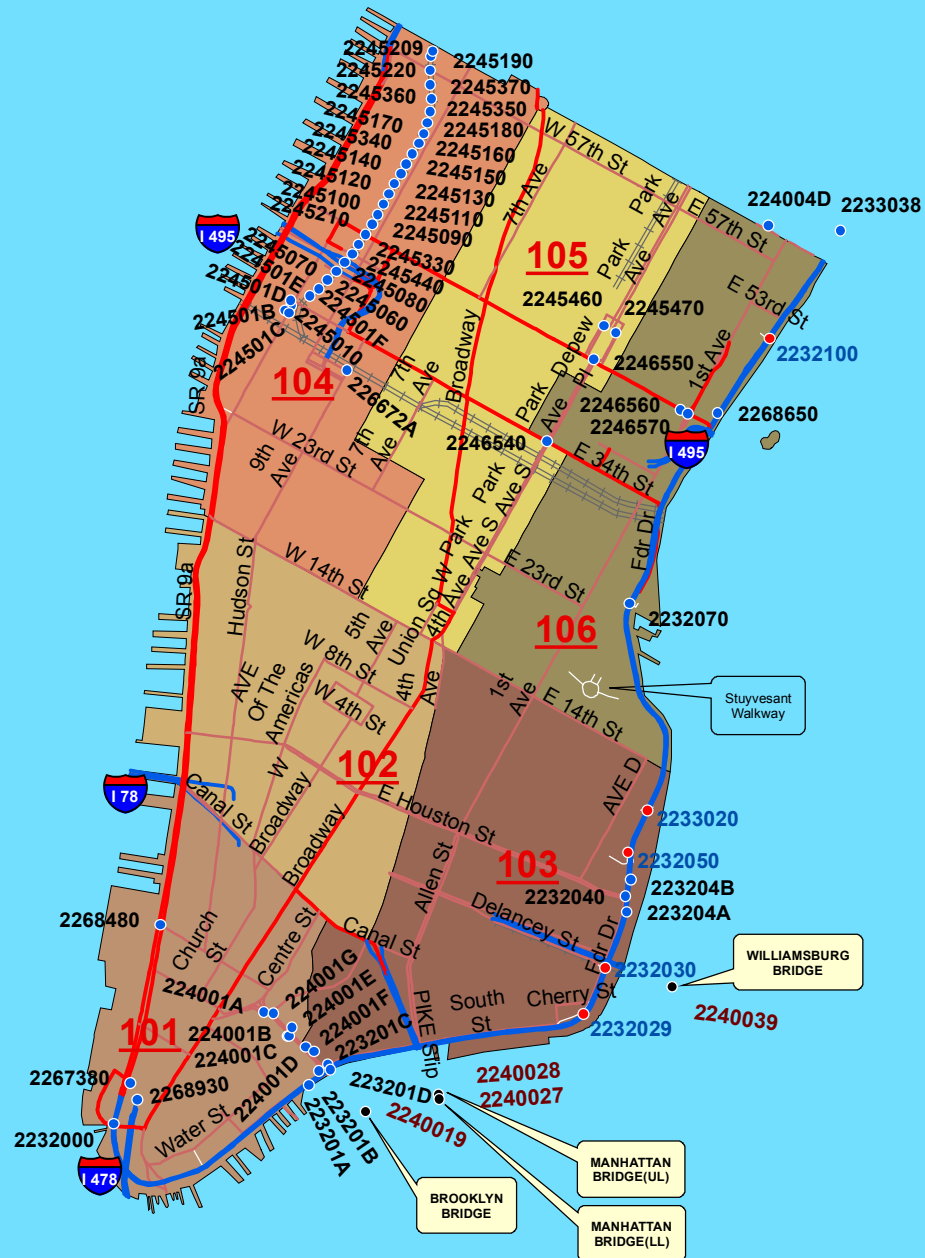 2245209
2245190
2245220
2245370
2245360
2245350
2245170
2245180
2245340
2245160
2245140
2245150
2245120
2245130
2245100
2245110
2245210
2245090
I 495
2245330
2245070
2245440
224501E
2245080
224501D
2245060
224501B
224501F
224501C
2245010
226672A
W 57th St
7th Ave
Park Ave
E 57th St
224004D
2233038
105
Park Ave
E 53rd St
2245460
2245470
2232100
Broadway
Depew Pl
1st Ave
2246550
SR 9a
104
7th Ave
Park Ave
2246560
2268650
2246570
I 495
2246540
W 23rd St
9th Ave
7th Ave
E 34th St
Park Ave S
Fdr Dr
SR 9a
Hudson St
W 14th St
5th Ave
Union Sq W
Park Ave S
4th Ave
E 23rd St
2232070
106
W 8th St
4th Ave
1st Ave
Stuyvesant
Walkway
AVE Of The Americas
W 4th St
E 14th St
I 78
Canal St
W Broadway
102
Broadway
E Houston St
AVE D
2233020
2232050
103
Allen St
2232040
223204B
223204A
Delancey St
Fdr Dr
2268480
Church St
Centre St
Canal St
2232030
WILLIAMSBURG
BRIDGE
2240039
224001A
224001G
224001E
224001B
224001F
224001C
223201C
224001D
PIKE Slip
South St
Cherry St
2232029
101
2267380
2268930
2232000
Water St
I 478
223201D
2240028
2240027
2240019
223201B
223201A
BROOKLYN
BRIDGE
MANHATTAN
BRIDGE(UL)
MANHATTAN
BRIDGE(LL)